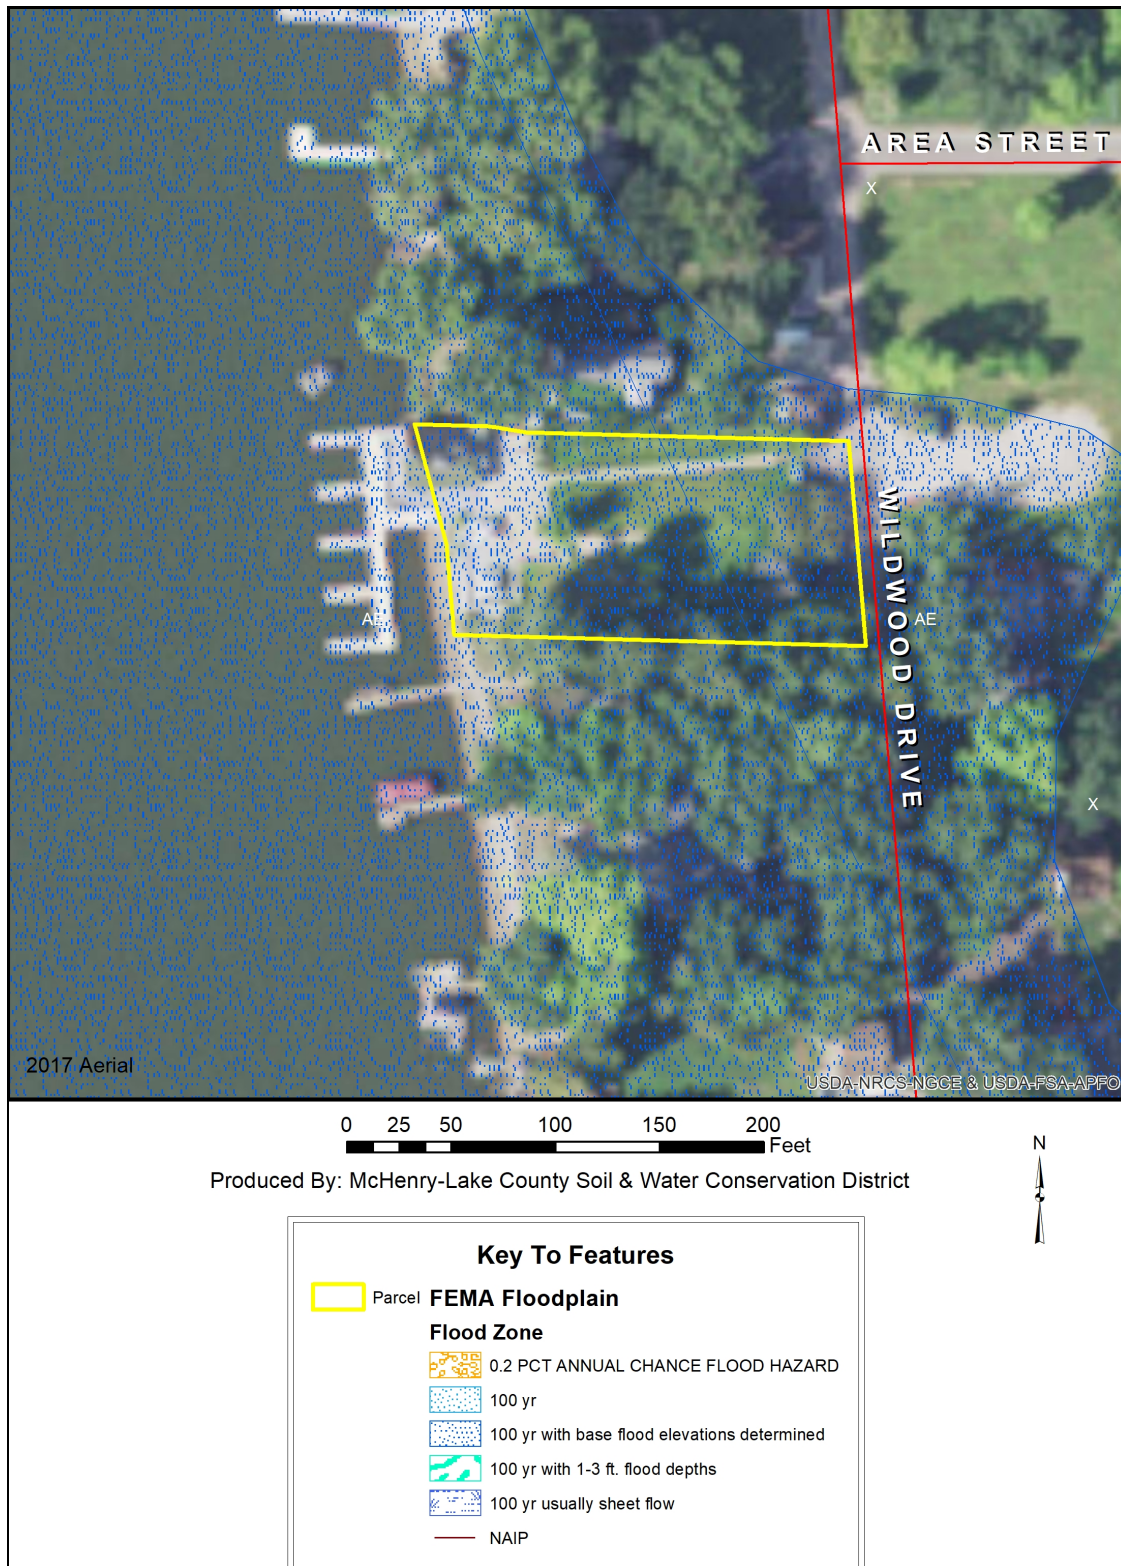 AREA STREET
X
WILDWOOD DRIVE
AE
AE
X
2017 Aerial
USDA-NRCS-NGCE & USDA-FSA-APFO
0 25 50 100 150 200
Feet
N
Produced By: McHenry-Lake County Soil & Water Conservation District
Key To Features
Parcel FEMA Floodplain
Flood Zone
0.2 PCT ANNUAL CHANCE FLOOD HAZARD
100 yr
100 yr with base flood elevations determined
100 yr with 1-3 ft. flood depths
100 yr usually sheet flow
NAIP